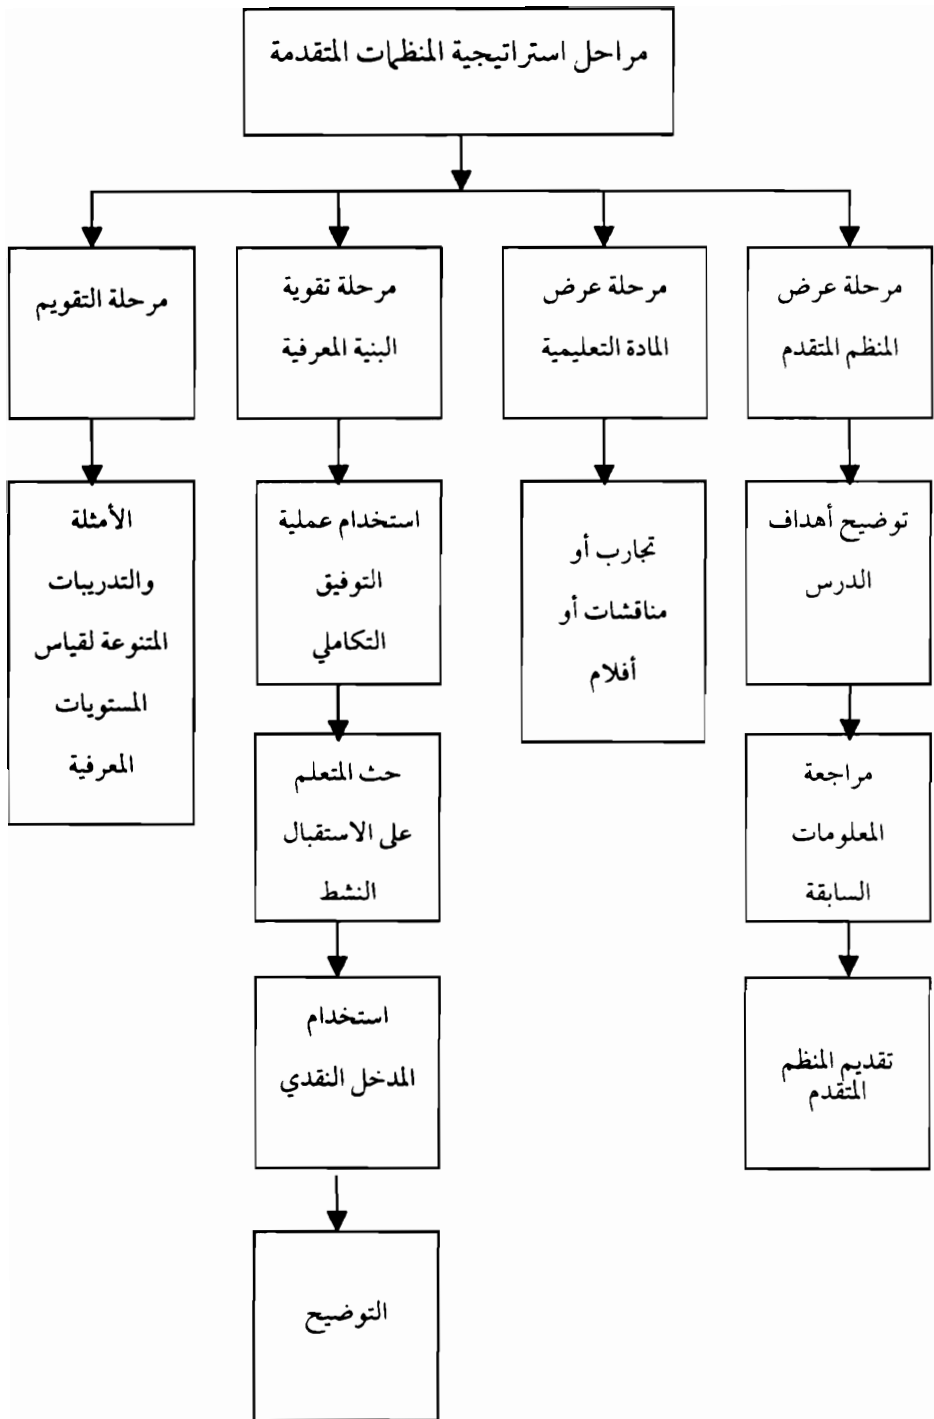 مراحل استراتيجية المنظمات المتقدمة
مرحلة عرض
المنظم المتقدم
مرحلة عرض
المادة التعليمية
مرحلة تقوية
البنية المعرفية
مرحلة التقويم
توضيح أهداف
الدرس
مراجعة
المعلومات
السابقة
تقديم المنظم
المتقدم
تجارب أو
مناقشات أو
أفلام
استخدام عملية
التوفيق
التكاملي
حث المتعلم
على الاستقبال
النشط
استخدام
المدخل النقدي
التوضيح
الأمثلة
والتدريبات
المتنوعة لقياس
المستويات
المعرفية